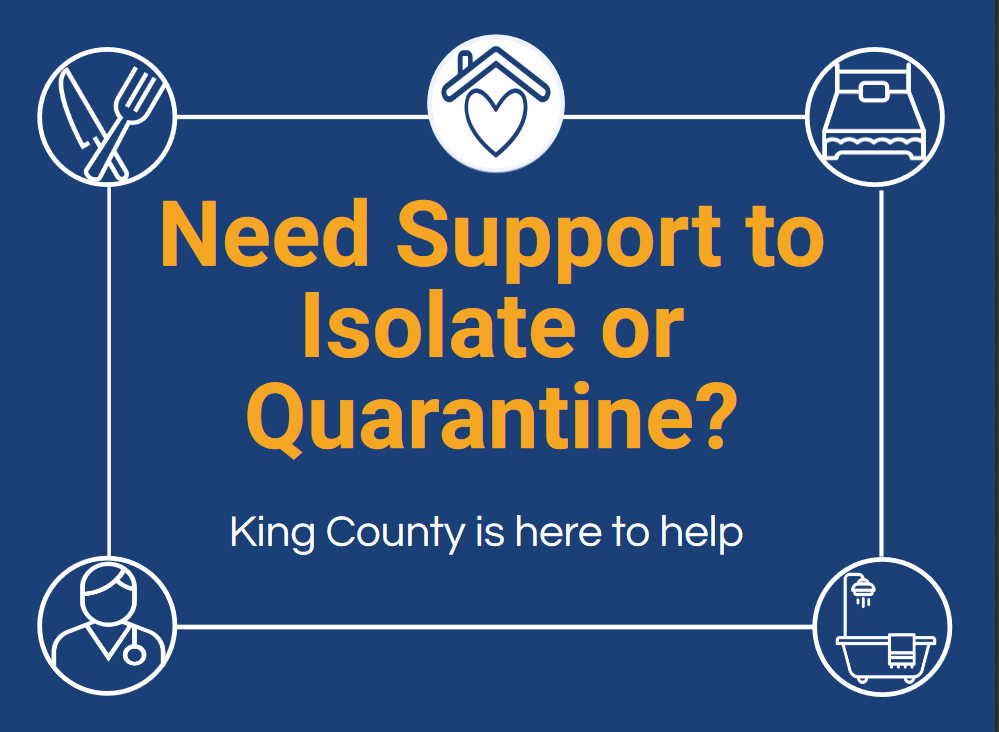 Need Support to
Isolate or
Quarantine?
King County is here to help